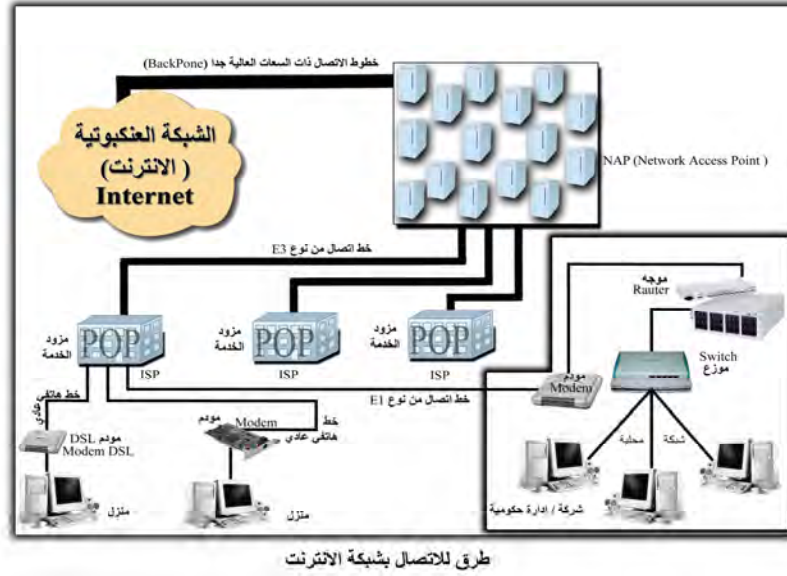 خطوط الاتصال ذات السعات العالية جدا (BackPone)
الشبكة العنكبوتية
( الانترنت)
Internet
NAP (Network Access Point )
خط اتصال من نوع E3
موجه
Rauter
مزود
الخدمة
POP
ISP
مزود
الخدمة
POP
ISP
مزود
الخدمة
POP
ISP
Switch
موزع
مودم
Modem
خط اتصال من نوع E1
خط هاتفي عادي
مودم DSL
Modem DSL
Modem
مودم
خط
هاتفي عادي
شبكة
محلية
منزل
منزل
شركة / ادارة حكومية
طرق للاتصال بشبكة الانترنت